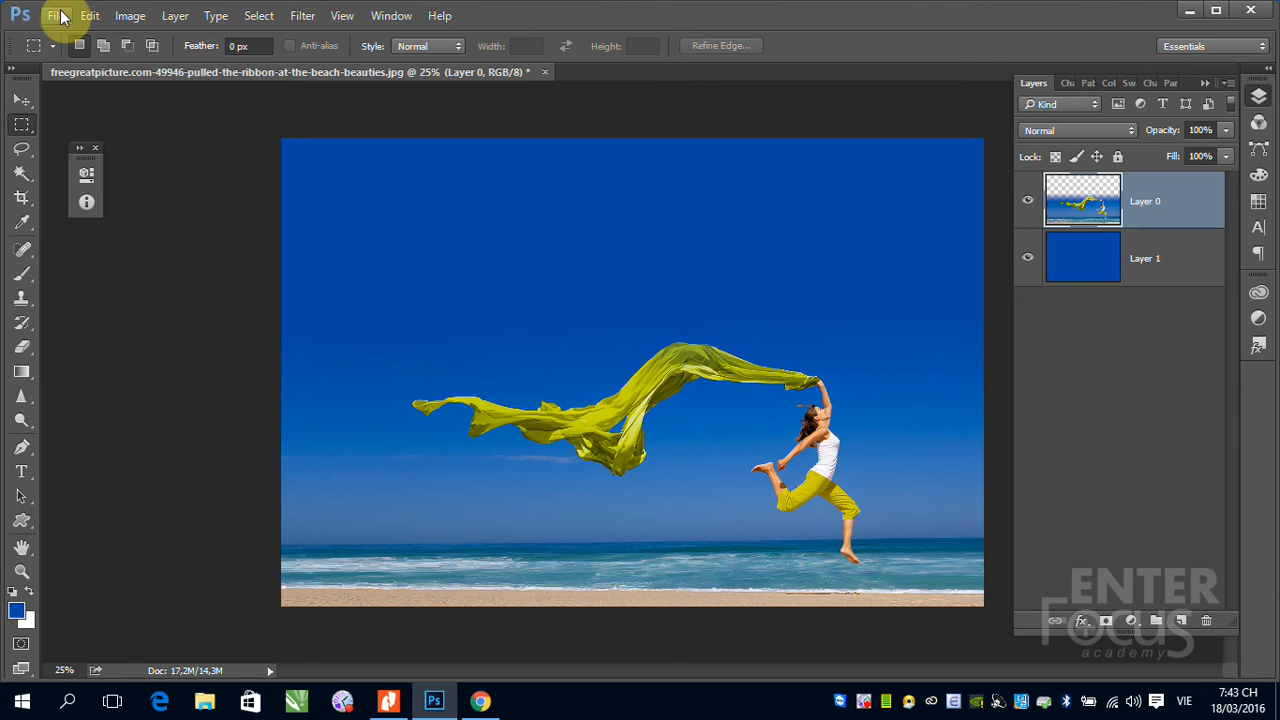 Ps File Edit Image Layer Type Select Filter View Window Help
Feather: 0 px Anti-alias Style: Normal Width: Height: Refine Edge... Essentials
freegreatpicture.com-49946-pulled-the-ribbon-at-the-beach-beauties.jpg @ 25% (Layer 0, RGB/8) *
Layers Cha Pat Col Sw Cha Par
Kind
Normal Opacity: 100%
Lock: Fill: 100%
Layer 0
Layer 1
ENTER
FOCUS
academy
25% Doc: 17,2M/14,3M
Ps VIE 7:43 CH
18/03/2016